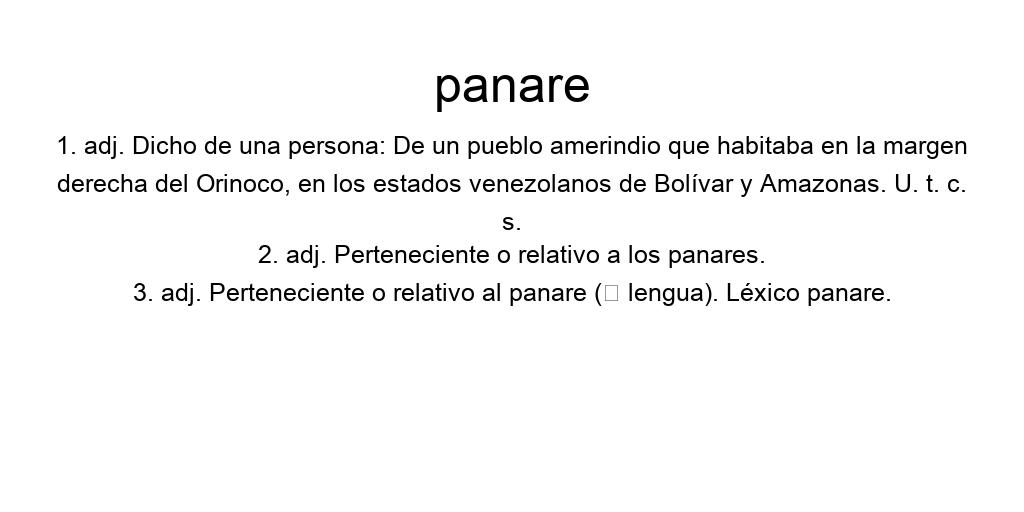 panare
1. adj. Dicho de una persona: De un pueblo amerindio que habitaba en la margen
derecha del Orinoco, en los estados venezolanos de Bolívar y Amazonas. U. t. c.
s.
2. adj. Perteneciente o relativo a los panares.
3. adj. Perteneciente o relativo al panare (□ lengua). Léxico panare.